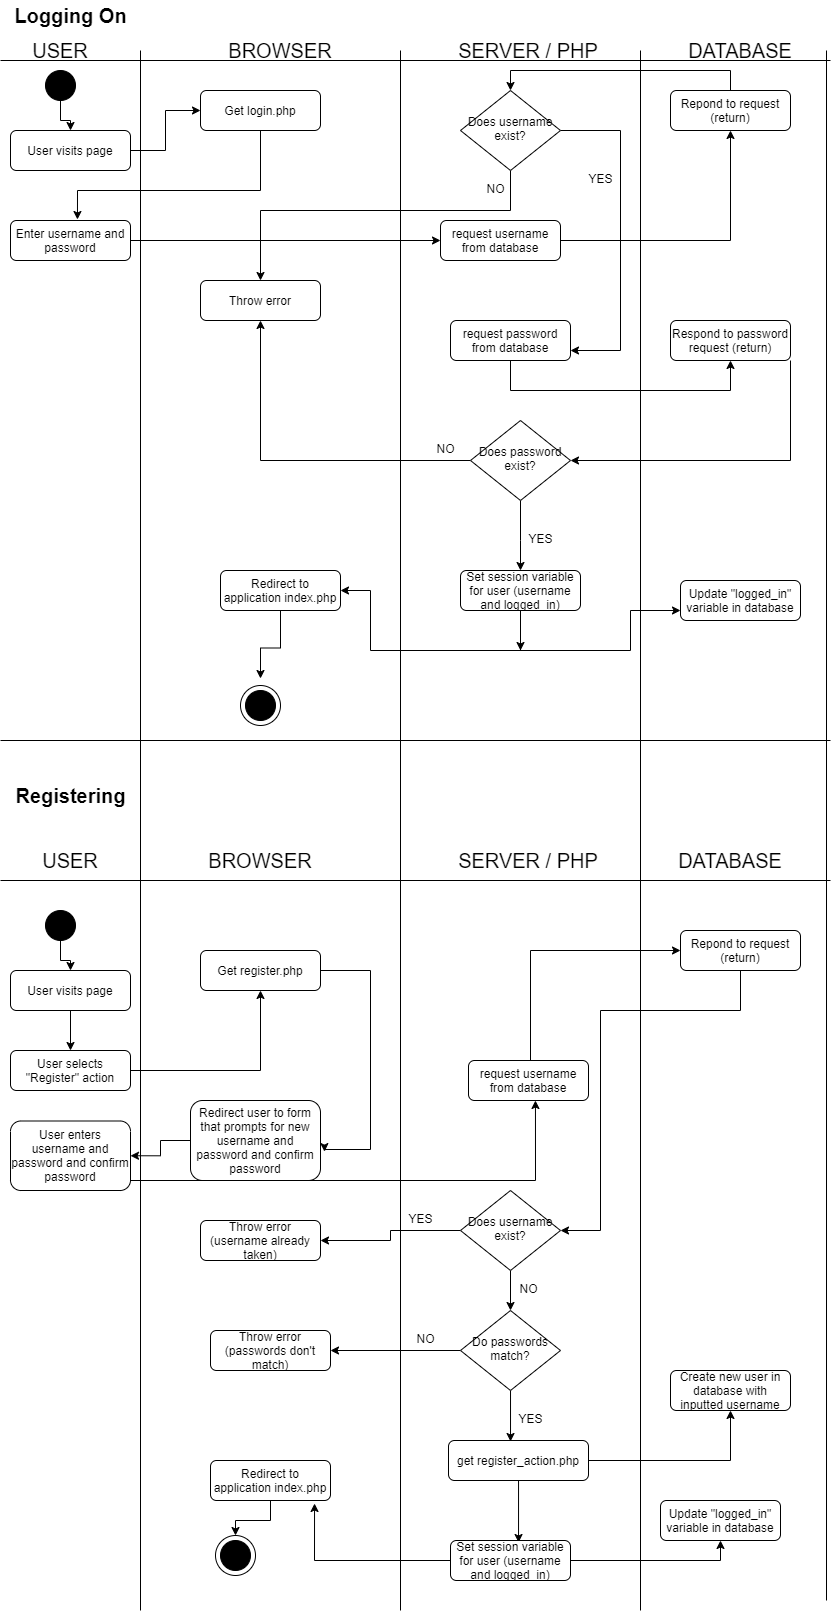 Logging On
USER
BROWSER
SERVER / PHP
DATABASE
Get login.php
Does username
exist?
Repond to request
(return)
User visits page
NO
YES
Enter username and
password
request username
from database
Throw error
request password
from database
Respond to password
request (return)
NO
Does password
exist?
YES
Redirect to
application index.php
Set session variable
for user (username
and logged_in)
Update "logged_in"
variable in database
Registering
USER
BROWSER
SERVER / PHP
DATABASE
Repond to request
(return)
Get register.php
User visits page
User selects
"Register" action
request username
from database
Redirect user to form
that prompts for new
username and
password and confirm
password
User enters
username and
password and confirm
password
YES
Does username
exist?
Throw error
(username already
taken)
NO
NO
Do passwords
match?
Throw error
(passwords don't
match)
Create new user in
database with
inputted username
YES
get register_action.php
Redirect to
application index.php
Update "logged_in"
variable in database
Set session variable
for user (username
and logged_in)